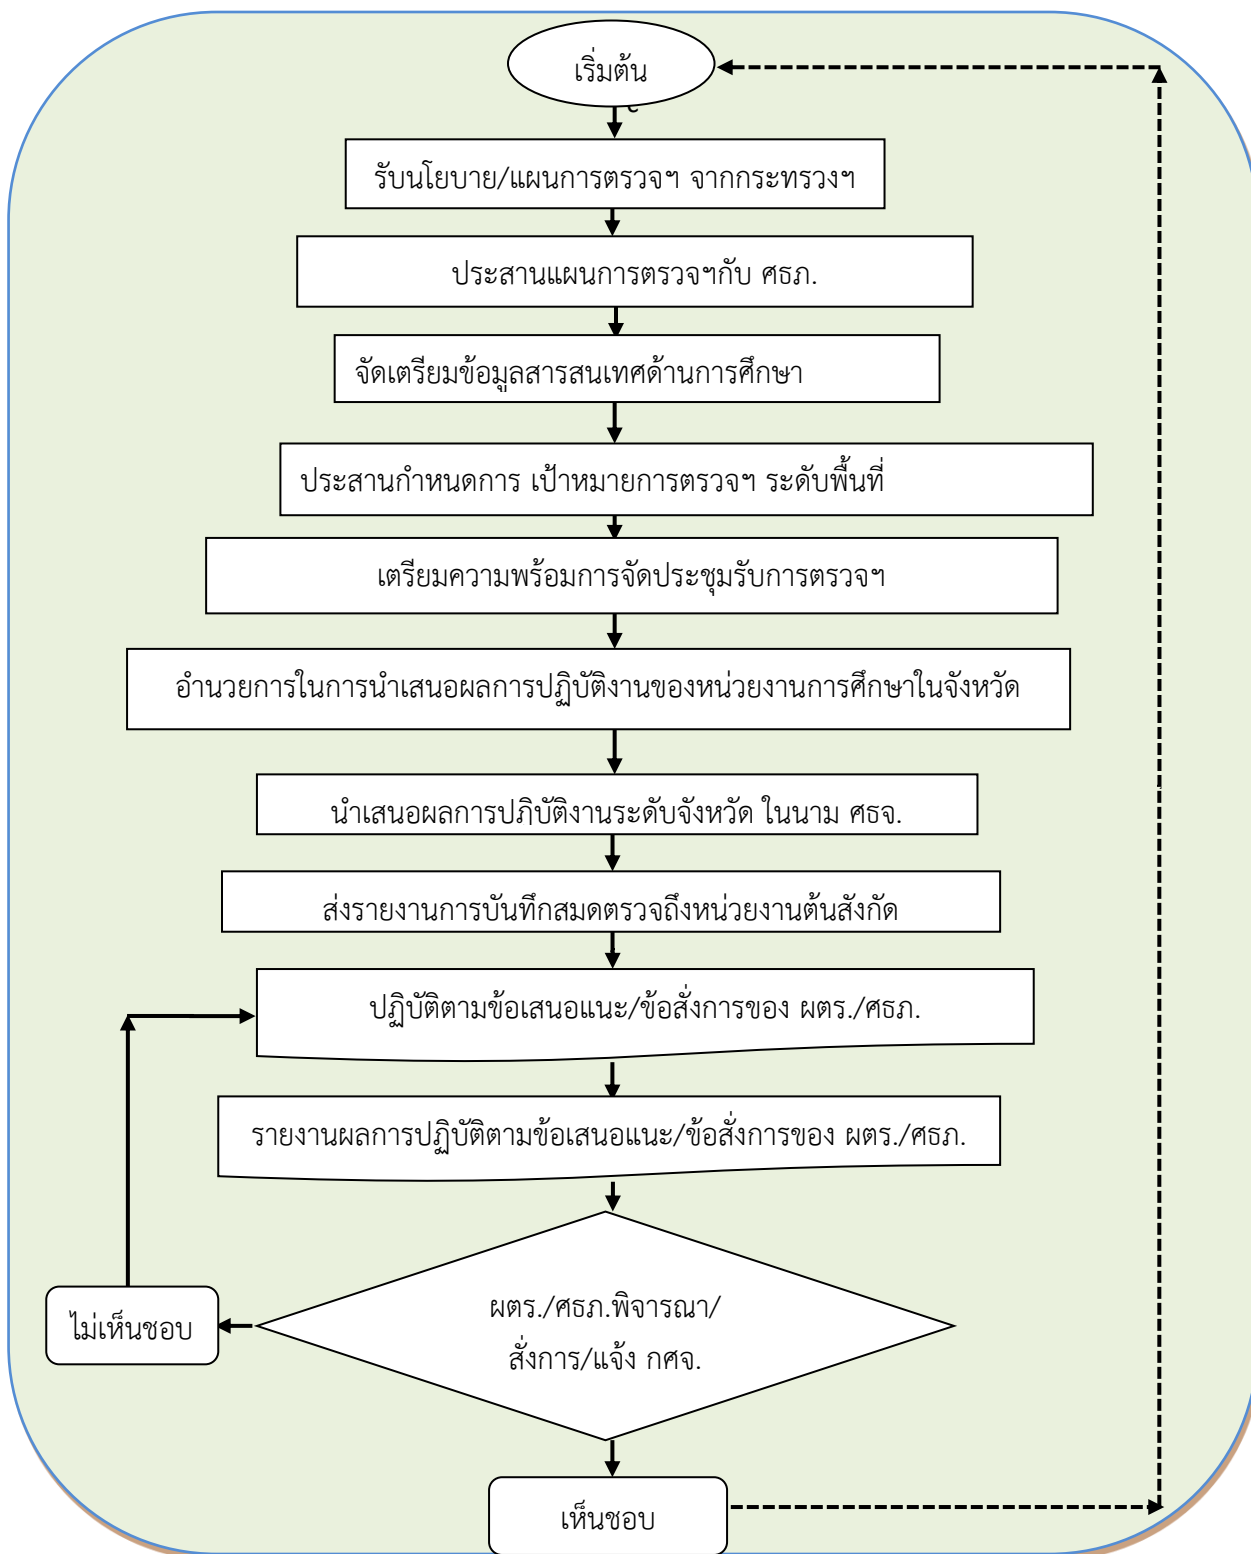 เริ่มต้น
รับนโยบาย/แผนการตรวจฯ จากกระทรวงฯ
ประสานแผนการตรวจฯกับ ศธภ.
จัดเตรียมข้อมูลสารสนเทศด้านการศึกษา
ประสานกำหนดการ เป้าหมายการตรวจฯ ระดับพื้นที่
เตรียมความพร้อมการจัดประชุมรับการตรวจฯ
อำนวยการในการนำเสนอผลการปฏิบัติงานของหน่วยงานการศึกษาในจังหวัด
นำเสนอผลการปฏิบัติงานระดับจังหวัด ในนาม ศธจ.
ส่งรายงานการบันทึกสมดตรวจถึงหน่วยงานต้นสังกัด
ปฏิบัติตามข้อเสนอแนะ/ข้อสั่งการของ ผตร./ศธภ.
รายงานผลการปฏิบัติตามข้อเสนอแนะ/ข้อสั่งการของ ผตร./ศธภ.
ผตร./ศธภ.พิจารณา/
สั่งการ/แจ้ง กศจ.
ไม่เห็นชอบ
เห็นชอบ